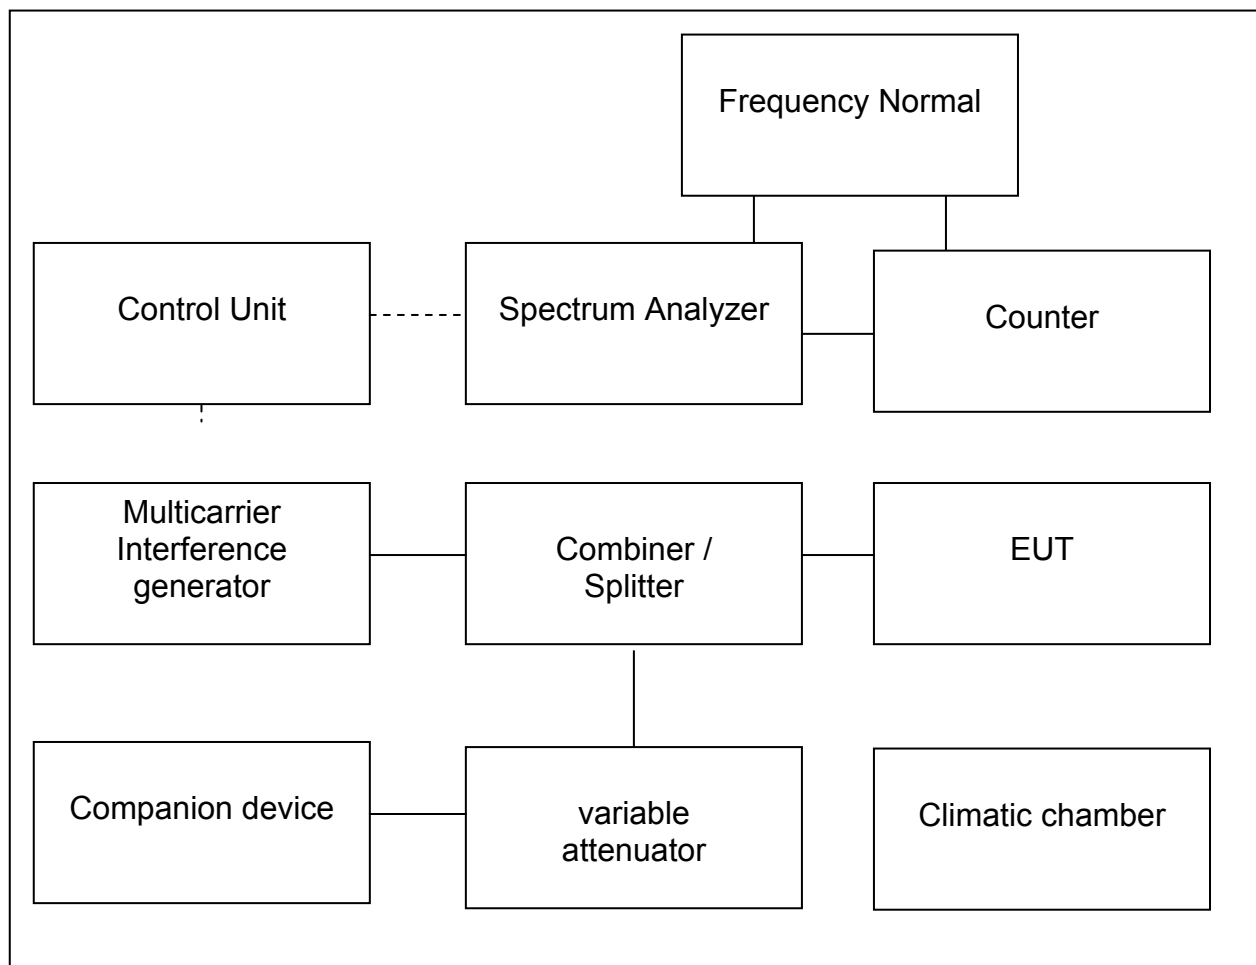 Frequency Normal
Control Unit
Spectrum Analyzer
Counter
Multicarrier
Interference
generator
Combiner /
Splitter
EUT
Companion device
variable
attenuator
Climatic chamber